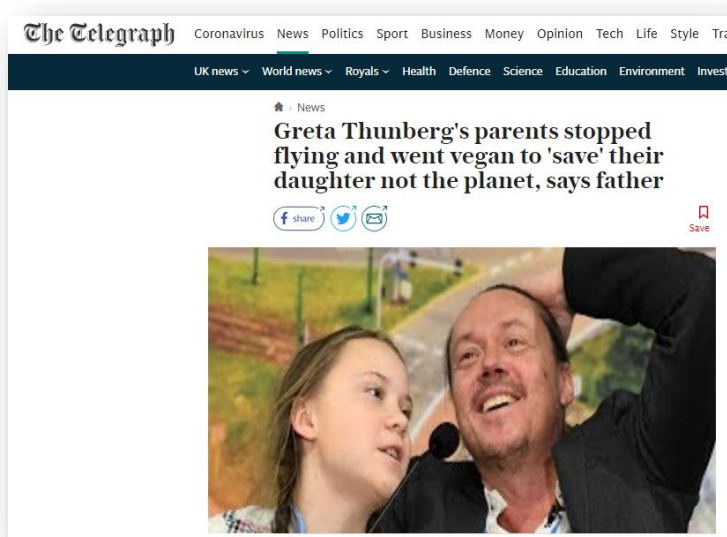 The Telegraph
Coronavirus News Politics Sport Business Money Opinion Tech Life Style
UK news World news Royals Health Defence Science Education Environment
News
Greta Thunberg's parents stopped
flying and went vegan to 'save' their
daughter not the planet, says father
f share
Save